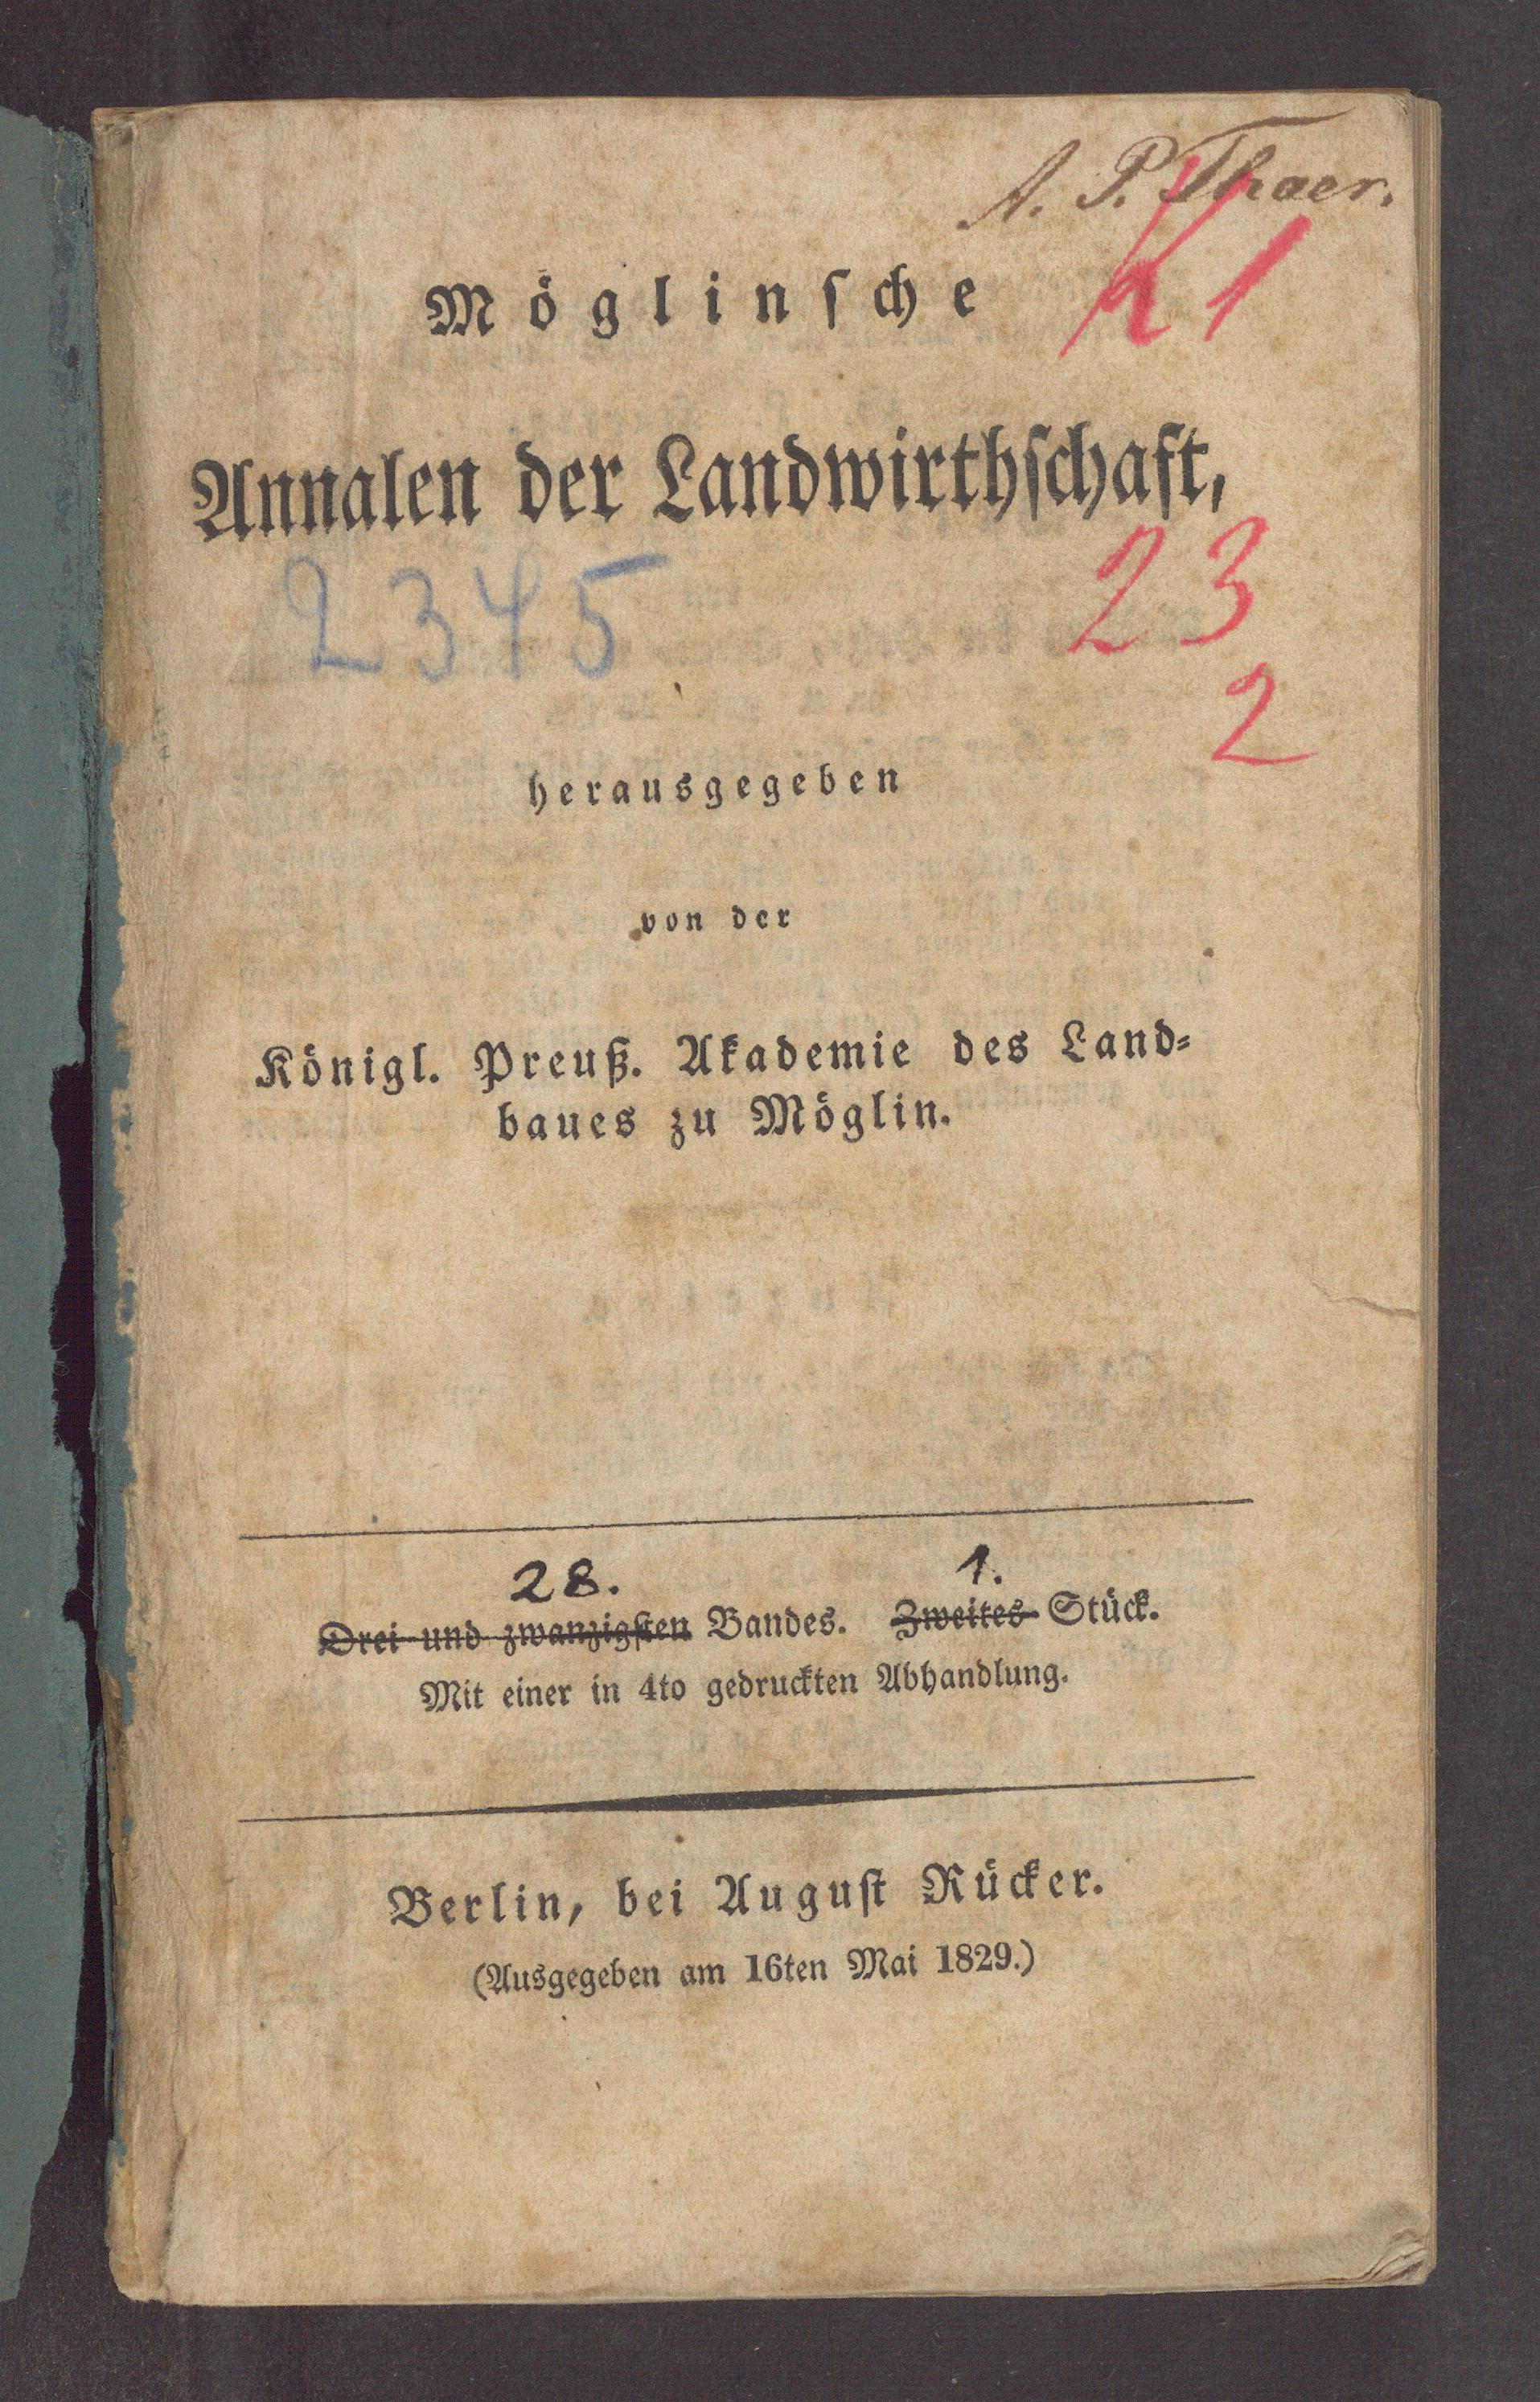 A. P. Thaer.
K1
Möglinsche
Annalen der Landwirthschaft,
2345
23
2
herausgegeben
von der
Königl. Preuß. Akademie des Land-
baues zu Möglin.
28. 1.
Drei und zwanzigsten Bandes. Zweites Stück.
Mit einer in 4to gedruckten Abhandlung.
Berlin, bei August Rücker.
(Ausgegeben am 16ten Mai 1829.)